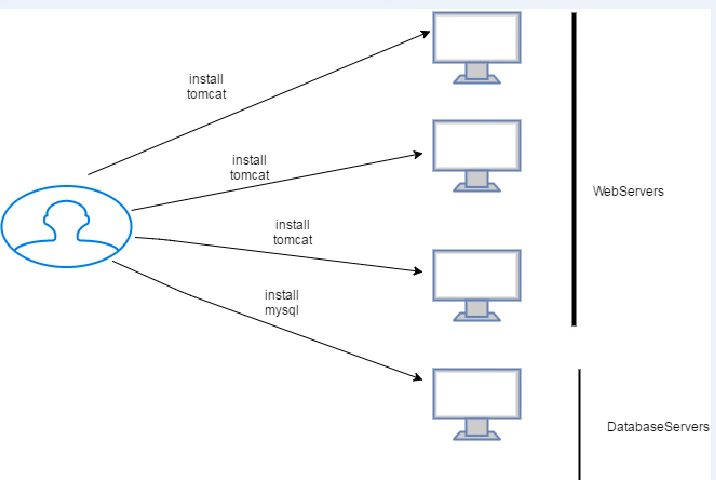 install
tomcat
install
tomcat
WebServers
install
tomcat
install
mysql
DatabaseServers